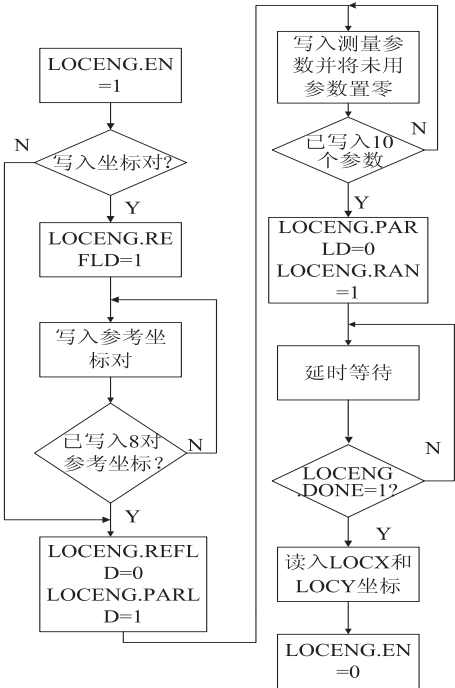 LOCENG.EN
=1
N
写入坐标对?
Y
LOCENG.RE
FLD=1
写入参考坐
标对
已写入8对
参考坐标?
N
Y
LOCENG.REFL
D=0
LOCENG.PARL
D=1
写入测量参
数并将未用
参数置零
N
已写入10
个参数
Y
LOCENG.PAR
LD=0
LOCENG.RAN
=1
延时等待
N
LOCENG
.DONE=1?
Y
读入LOCX和
LOCY坐标
LOCENG.EN
=0